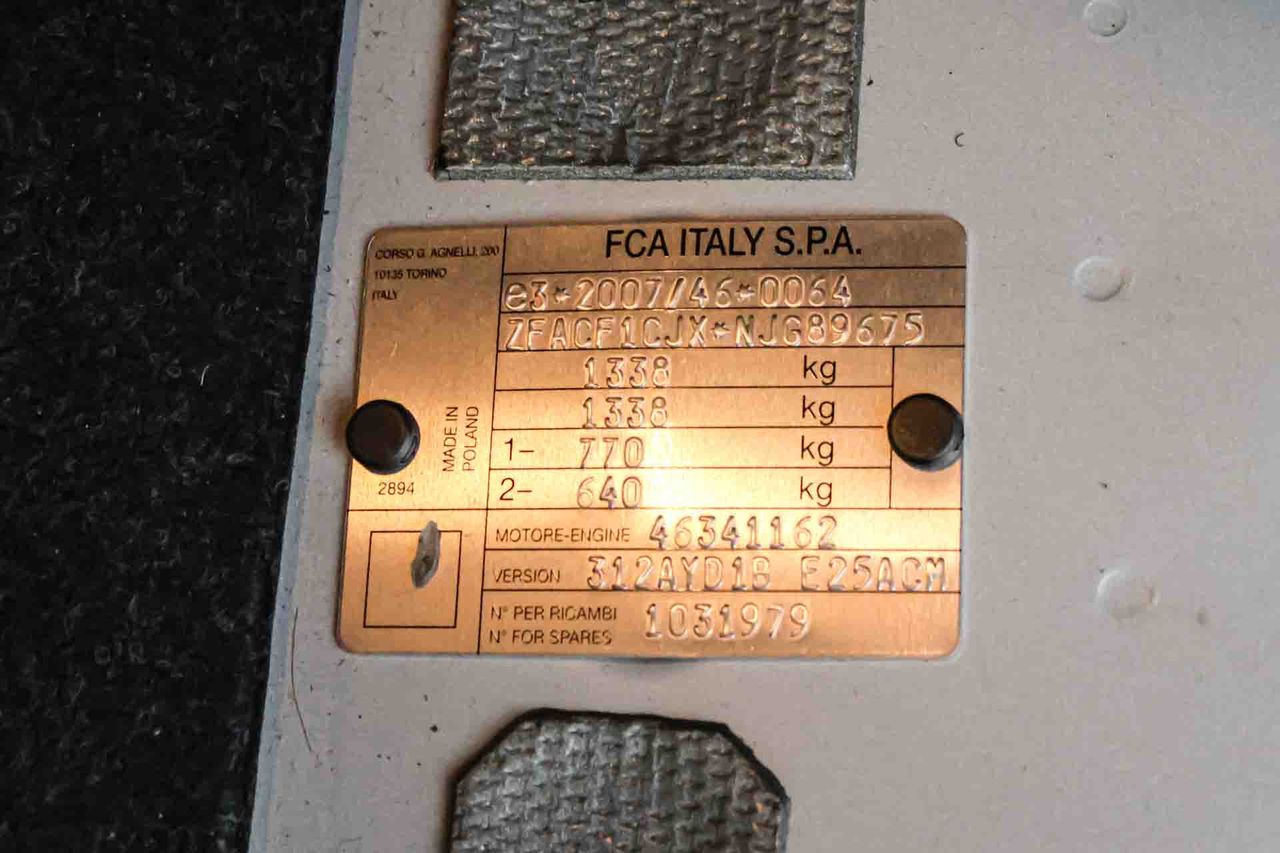 CORSO G. AGNELLI, 200
10135 TORINO
ITALY
MADE IN
POLAND
2894
FCA ITALY S.P.A.
e3*2007/46*0064
ZFACF1CJX*NJG89675
1338 kg
1338 kg
1– 770 kg
2– 640 kg
MOTORE-ENGINE 46341162
VERSION 312AYD1B E25ACM
N° PER RICAMBI
N° FOR SPARES 1031979